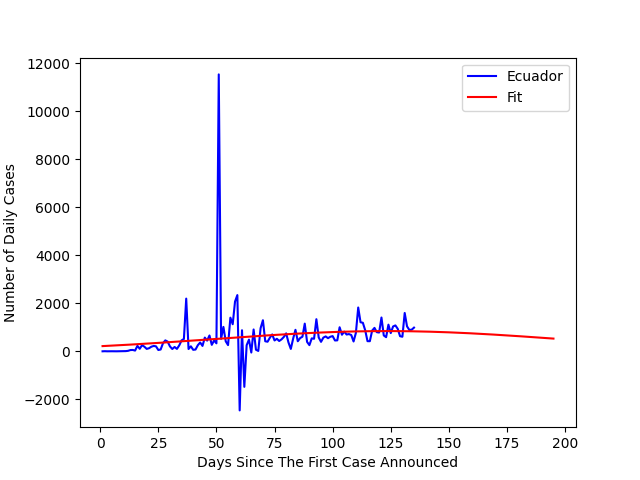 12000
10000
8000
6000
4000
2000
0
−2000
Number of Daily Cases
Ecuador
Fit
0 25 50 75 100 125 150 175 200
Days Since The First Case Announced